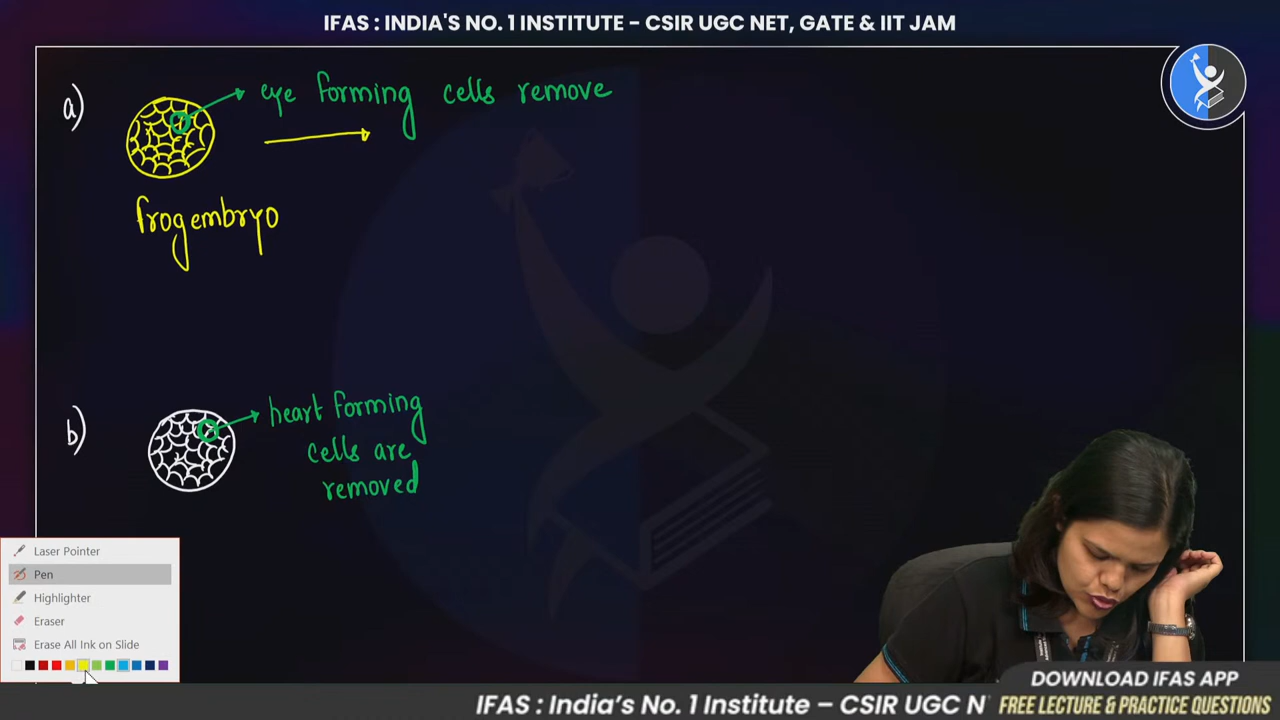 IFAS : INDIA'S NO. 1 INSTITUTE - CSIR UGC NET, GATE & IIT JAM
a)
eye forming cells remove
frog embryo
b)
heart forming
cells are
removed
Laser Pointer
Pen
Highlighter
Eraser
Erase All Ink on Slide
DOWNLOAD IFAS APP
IFAS : India's No. 1 Institute – CSIR UGC N
FREE LECTURE & PRACTICE QUESTIONS